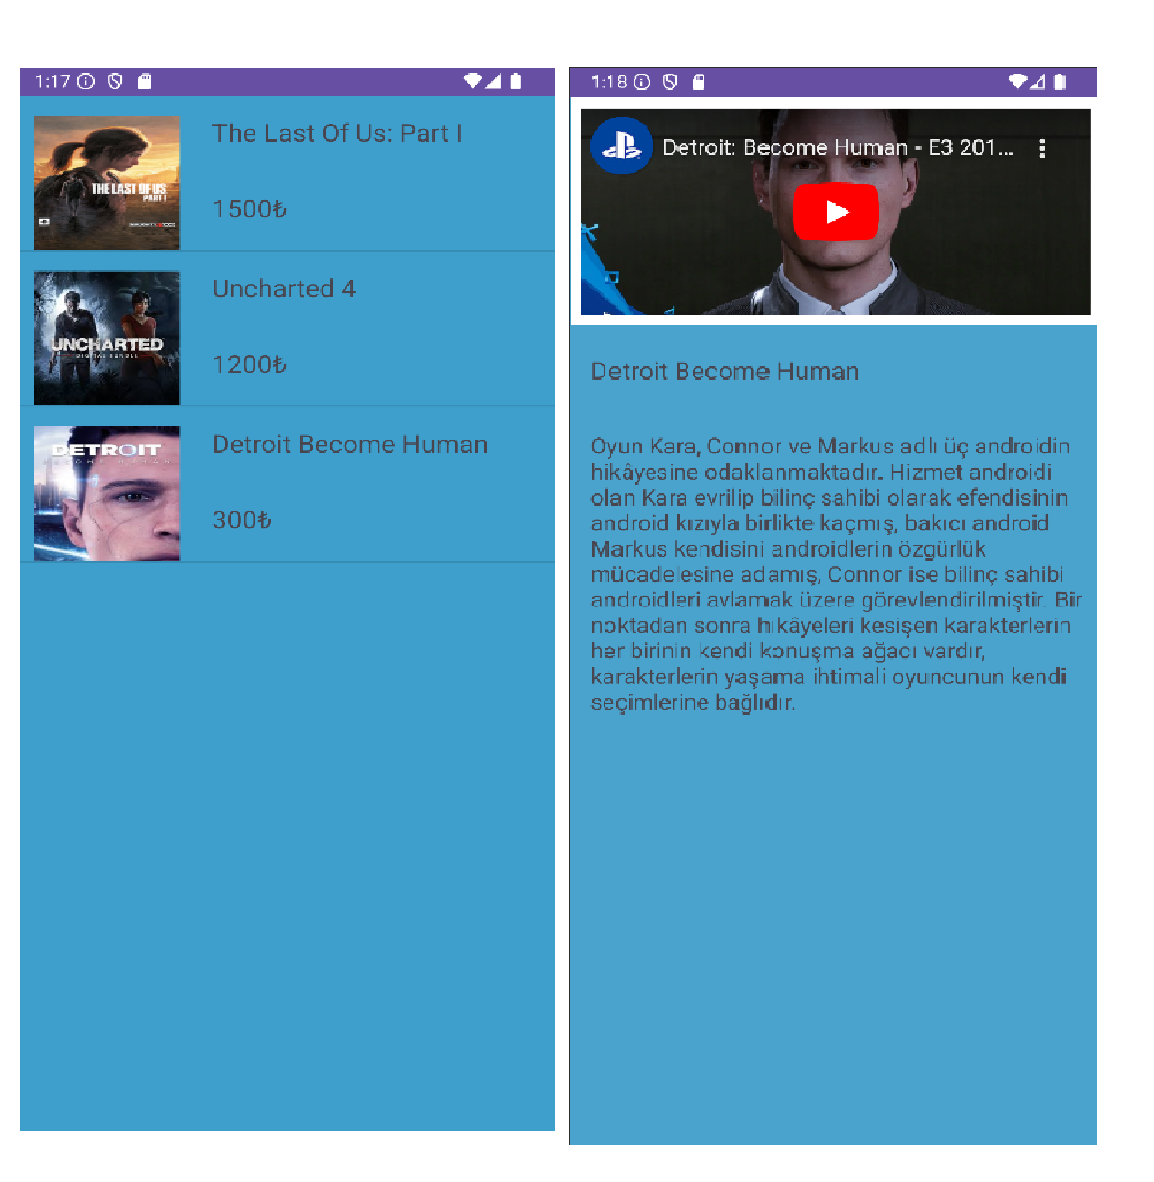 1:17
THE LAST OF US
PART I
The Last Of Us: Part I
1500₺
UNCHARTED
Uncharted 4
1200₺
DETROIT
BECOME HUMAN
Detroit Become Human
300₺
1:18
Detroit: Become Human - E3 201...
Detroit Become Human
Oyun Kara, Connor ve Markus adlı üç androidin
hikâyesine odaklanmaktadır. Hizmet androidi
olan Kara evrilip bilinç sahibi olarak efendisinin
android kızıyla birlikte kaçmış, bakıcı android
Markus kendisini androidlerin özgürlük
mücadelesine adamış, Connor ise bilinç sahibi
androidleri avlamak üzere görevlendirilmiştir. Bir
noktadan sonra hikâyeleri kesişen karakterlerin
her birinin kendi konuşma ağacı vardır,
karakterlerin yaşama ihtimali oyuncunun kendi
seçimlerine bağlıdır.